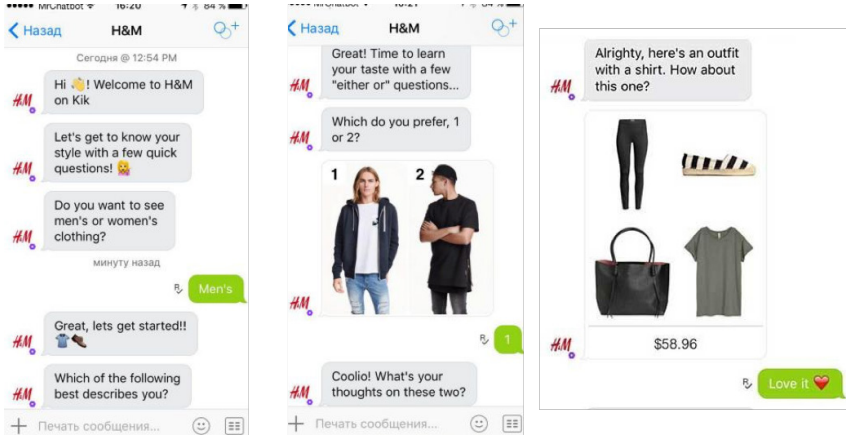 MrChatbot 16:20 84 %
Назад H&M
Сегодня @ 12:54 PM
Hi 👋! Welcome to H&M
on Kik
H&M
Let's get to know your
style with a few quick
questions! 🙋🏼
H&M
Do you want to see
men's or women's
clothing?
H&M
минуту назад
Men's
Great, lets get started!!
👕👞
H&M
Which of the following
best describes you?
H&M
Печать сообщения...
MrChatbot 16:21 84 %
Назад H&M
Great! Time to learn
your taste with a few
"either or" questions...
H&M
Which do you prefer, 1
or 2?
H&M
1 2
H&M
1
Coolio! What's your
thoughts on these two?
H&M
Печать сообщения...
Alrighty, here's an outfit
with a shirt. How about
this one?
H&M
$58.96
H&M
Love it ❤️